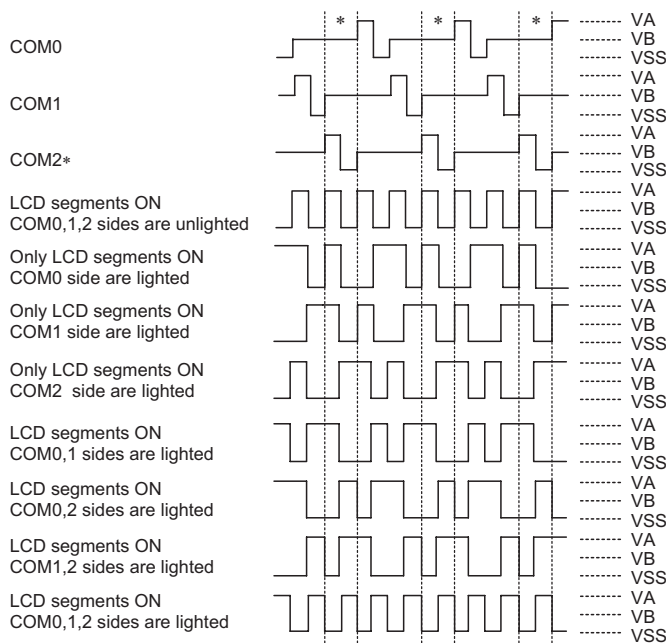 * * *
VA
COM0
VB
VSS
VA
COM1
VB
VSS
VA
COM2*
VB
VSS
LCD segments ON
COM0,1,2 sides are unlighted
VA
VB
VSS
Only LCD segments ON
COM0 side are lighted
VA
VB
VSS
Only LCD segments ON
COM1 side are lighted
VA
VB
VSS
Only LCD segments ON
COM2 side are lighted
VA
VB
VSS
LCD segments ON
COM0,1 sides are lighted
VA
VB
VSS
LCD segments ON
COM0,2 sides are lighted
VA
VB
VSS
LCD segments ON
COM1,2 sides are lighted
VA
VB
VSS
LCD segments ON
COM0,1,2 sides are lighted
VA
VB
VSS